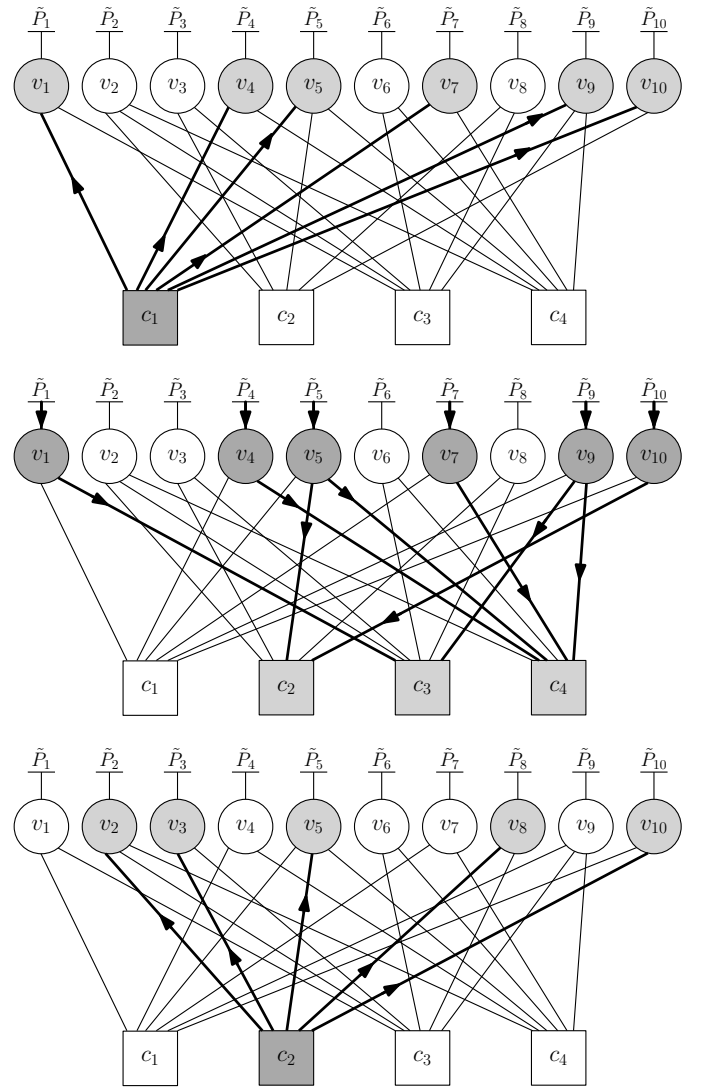 P̃₁ P̃₂ P̃₃ P̃₄ P̃₅ P̃₆ P̃₇ P̃₈ P̃₉ P̃₁₀
v₁ v₂ v₃ v₄ v₅ v₆ v₇ v₈ v₉ v₁₀
c₁ c₂ c₃ c₄
P̃₁ P̃₂ P̃₃ P̃₄ P̃₅ P̃₆ P̃₇ P̃₈ P̃₉ P̃₁₀
v₁ v₂ v₃ v₄ v₅ v₆ v₇ v₈ v₉ v₁₀
c₁ c₂ c₃ c₄
P̃₁ P̃₂ P̃₃ P̃₄ P̃₅ P̃₆ P̃₇ P̃₈ P̃₉ P̃₁₀
v₁ v₂ v₃ v₄ v₅ v₆ v₇ v₈ v₉ v₁₀
c₁ c₂ c₃ c₄